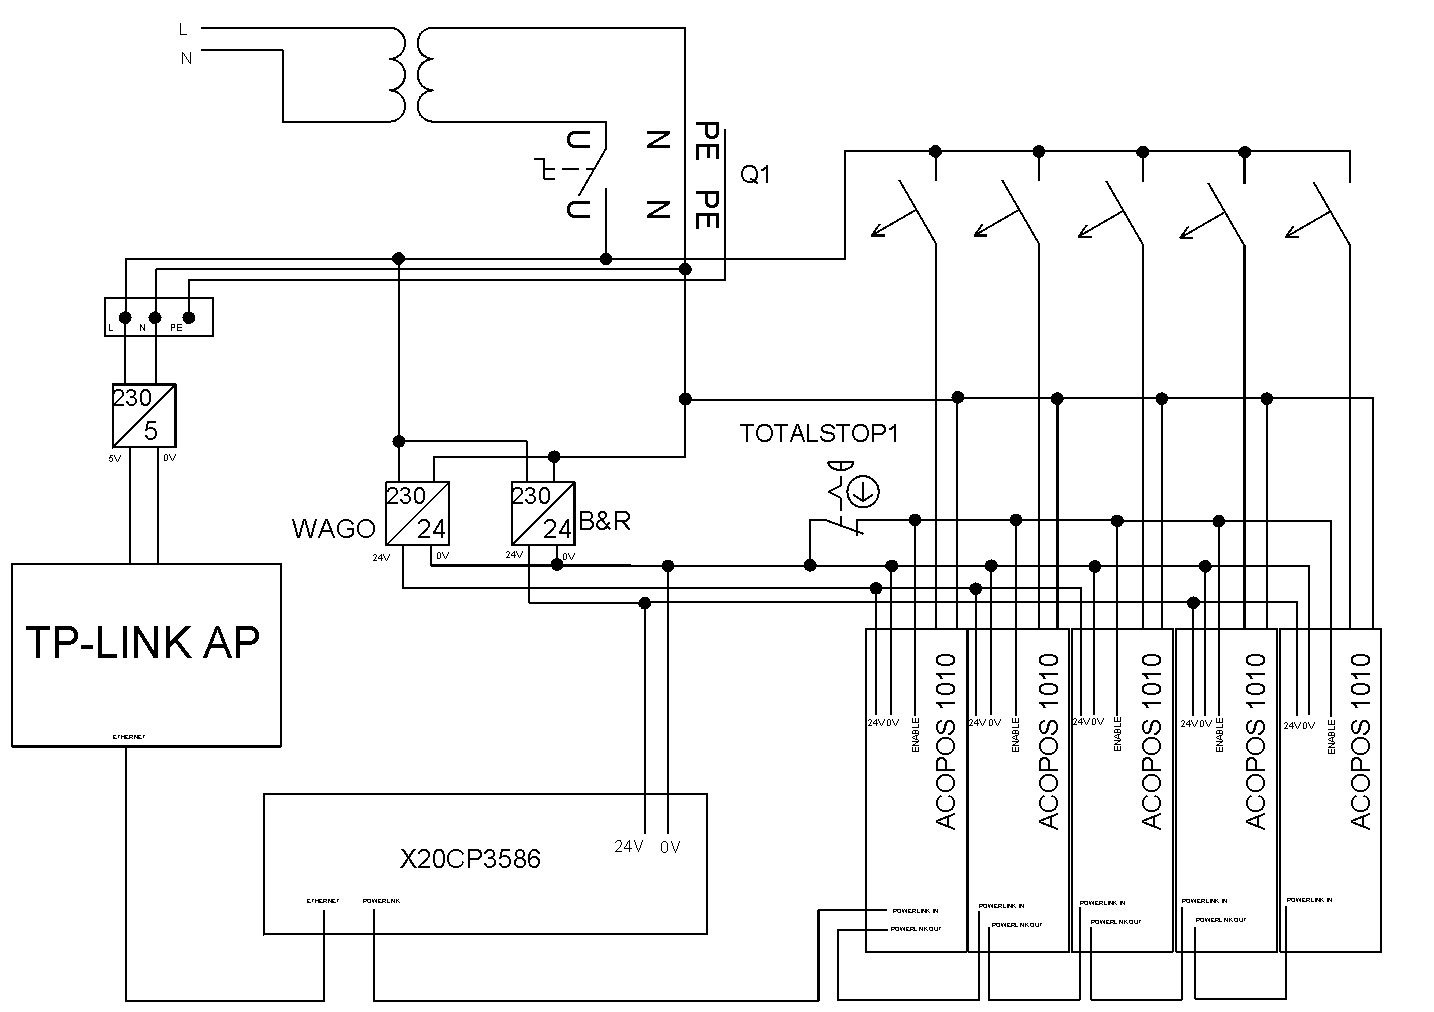 L
N
U N PE
Q1
U N PE
L N PE
230
5
5V 0V
TOTALSTOP1
230
24
WAGO
24V 0V
230
24
B&R
24V 0V
TP-LINK AP
ETHERNET
24V 0V
ENABLE
ACOPOS 1010
24V 0V
ENABLE
ACOPOS 1010
24V 0V
ENABLE
ACOPOS 1010
24V 0V
ENABLE
ACOPOS 1010
24V 0V
ENABLE
ACOPOS 1010
X20CP3586
24V 0V
ETHERNET POWERLINK
POWERLINK IN
POWERLINK OUT
POWERLINK IN
POWERLINK OUT
POWERLINK IN
POWERLINK OUT
POWERLINK IN
POWERLINK OUT
POWERLINK IN